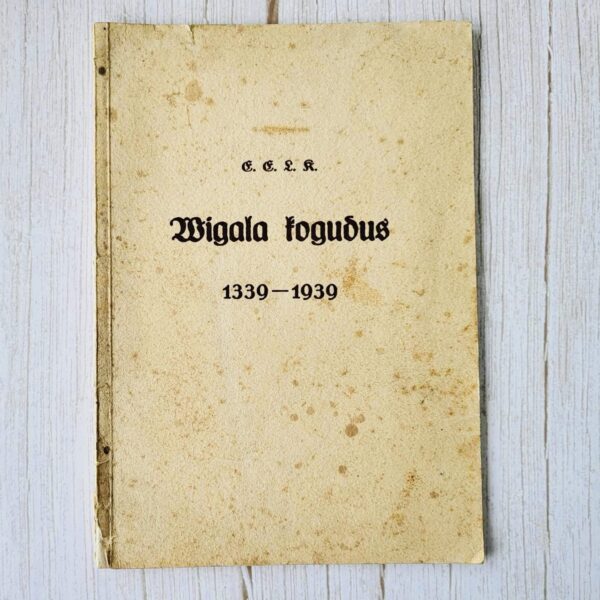 E. E. L. K.
Wigala kogudus
1339—1939